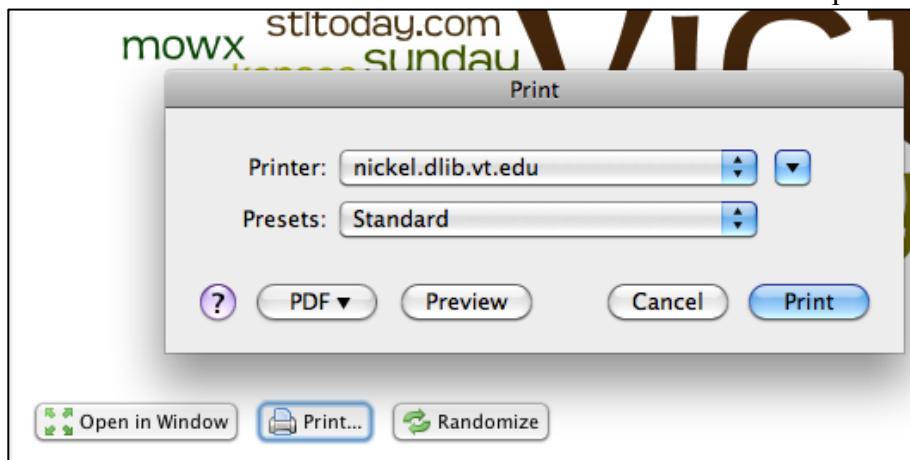 stltoday.com
mowx
sunday
Print
Printer: nickel.dlib.vt.edu
Presets: Standard
? PDF ▼ Preview Cancel Print
Open in Window Print... Randomize